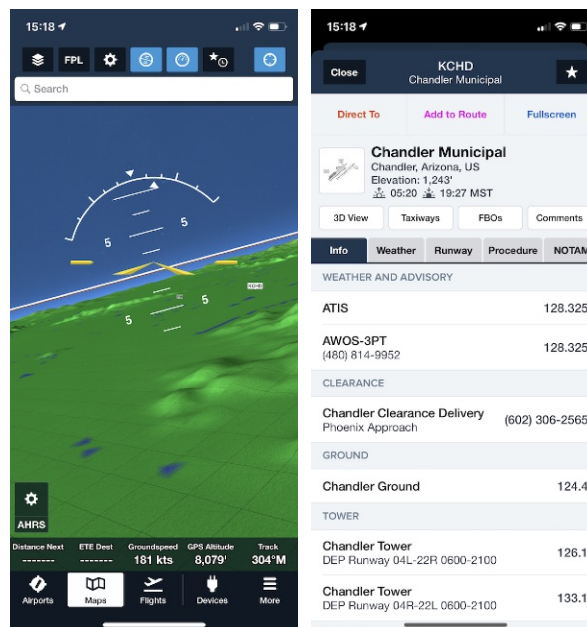 15:18
FPL
Search
5
5
5
5
KCHD
AHRS
Distance Next ETE Dest Groundspeed GPS Altitude Track
------- ------- 181 kts 8,079' 304°M
Airports Maps Flights Devices More
15:18
Close
KCHD
Chandler Municipal
Direct To Add to Route Fullscreen
Chandler Municipal
Chandler, Arizona, US
Elevation: 1,243'
05:20 19:27 MST
3D View Taxiways FBOs Comments
Info Weather Runway Procedure NOTAM
WEATHER AND ADVISORY
ATIS 128.325
AWOS-3PT 128.325
(480) 814-9952
CLEARANCE
Chandler Clearance Delivery (602) 306-2565
Phoenix Approach
GROUND
Chandler Ground 124.4
TOWER
Chandler Tower 126.1
DEP Runway 04L-22R 0600-2100
Chandler Tower 133.1
DEP Runway 04R-22L 0600-2100